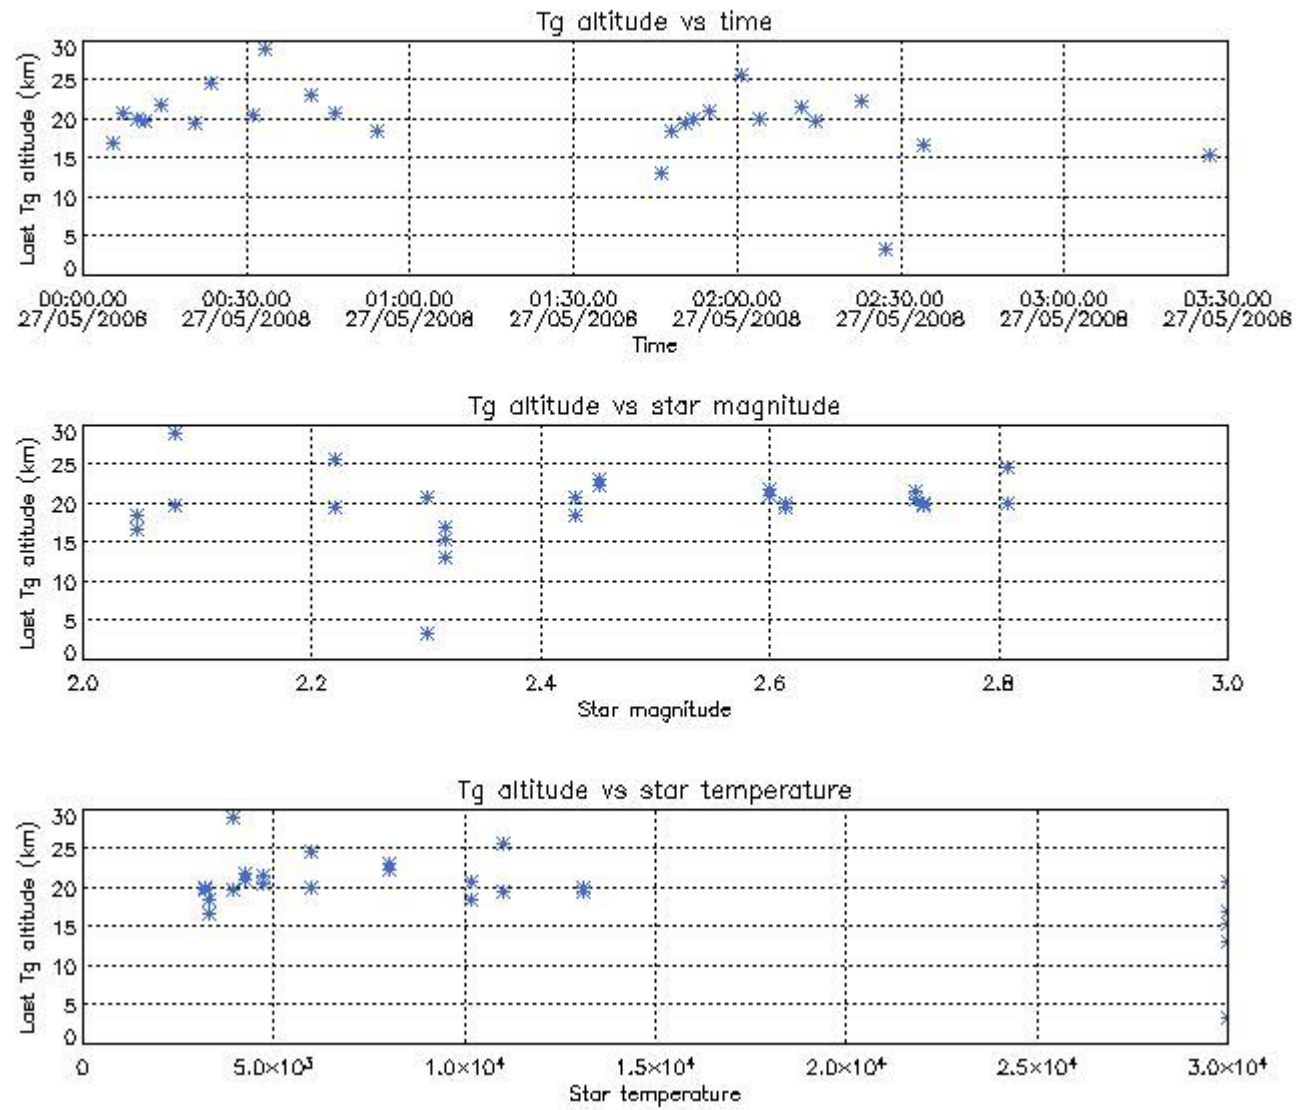 Tg altitude vs time
Last Tg altitude (km)
30
25
20
15
10
5
0
00:00.00 00:30.00 01:00.00 01:30.00 02:00.00 02:30.00 03:00.00 03:30.00
27/05/2008 27/05/2008 27/05/2008 27/05/2008 27/05/2008 27/05/2008 27/05/2008 27/05/2008
Time
Tg altitude vs star magnitude
Last Tg altitude (km)
30
25
20
15
10
5
0
2.0 2.2 2.4 2.6 2.8 3.0
Star magnitude
Tg altitude vs star temperature
Last Tg altitude (km)
30
25
20
15
10
5
0
0 5.0×10³ 1.0×10⁴ 1.5×10⁴ 2.0×10⁴ 2.5×10⁴ 3.0×10⁴
Star temperature